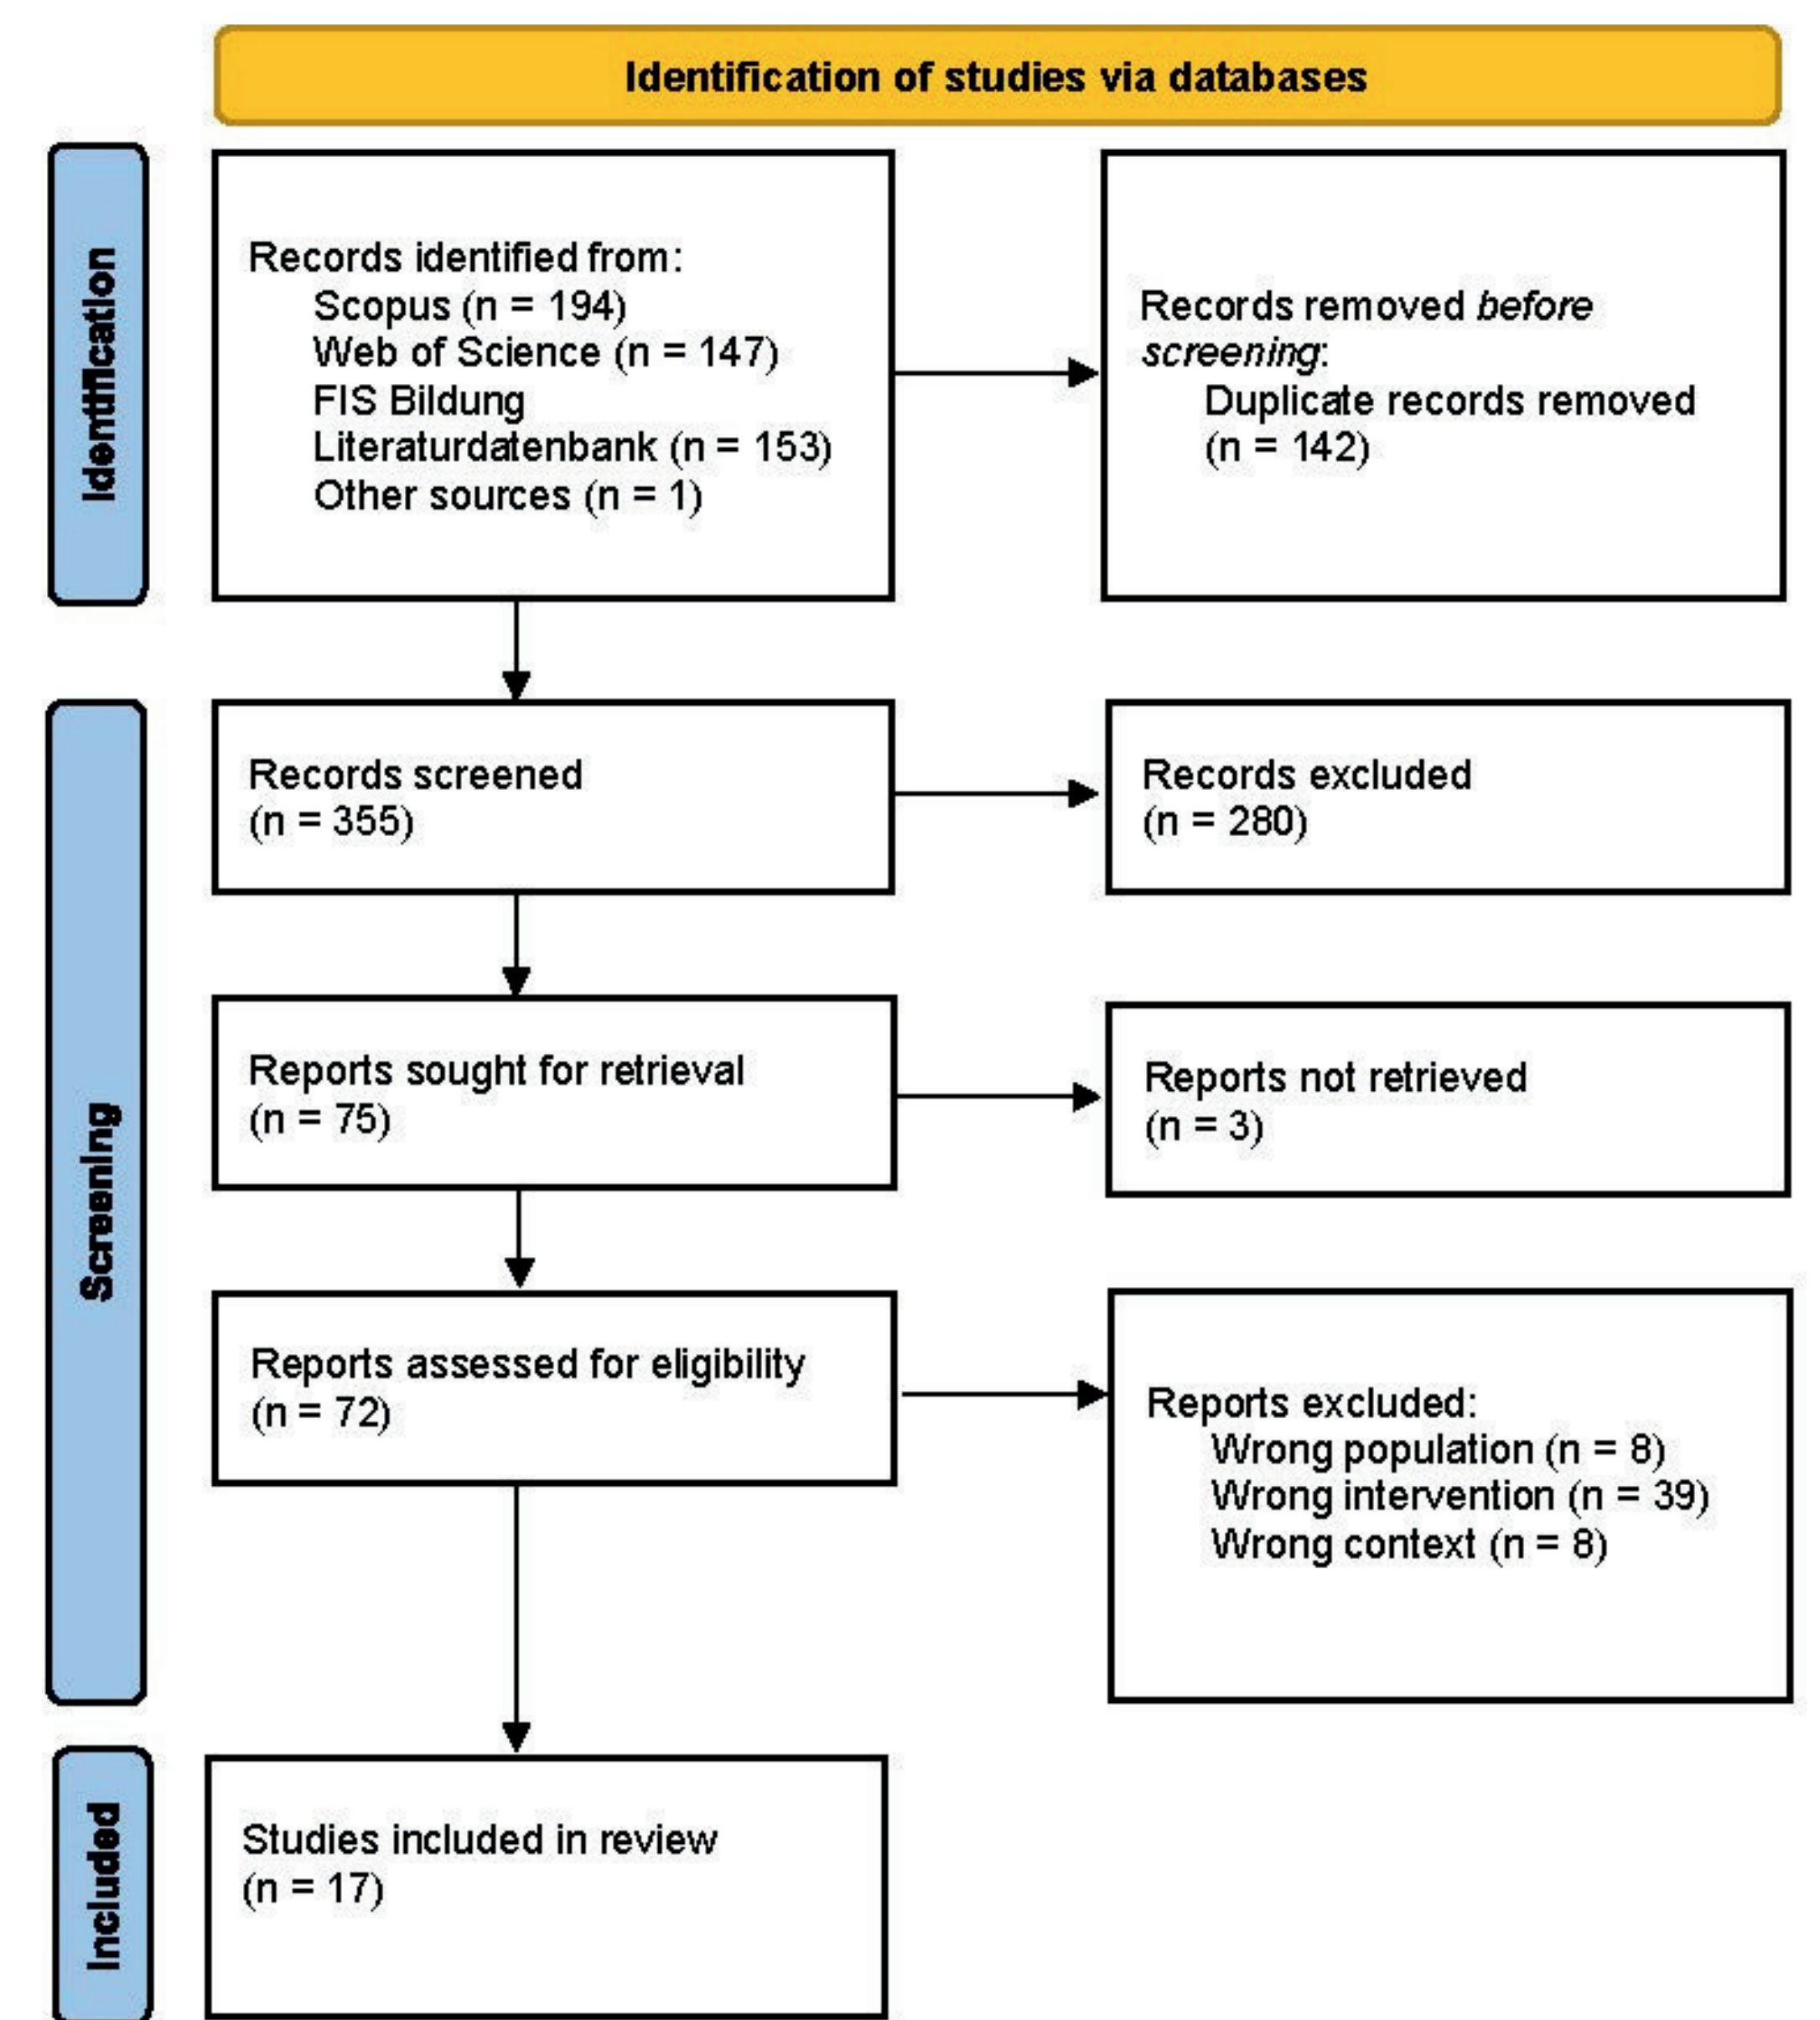 Identification of studies via databases
Identification
Records identified from:
Scopus (n = 194)
Web of Science (n = 147)
FIS Bildung
Literaturdatenbank (n = 153)
Other sources (n = 1)
Records removed before
screening:
Duplicate records removed
(n = 142)
Screening
Records screened
(n = 355)
Records excluded
(n = 280)
Reports sought for retrieval
(n = 75)
Reports not retrieved
(n = 3)
Reports assessed for eligibility
(n = 72)
Reports excluded:
Wrong population (n = 8)
Wrong intervention (n = 39)
Wrong context (n = 8)
Included
Studies included in review
(n = 17)